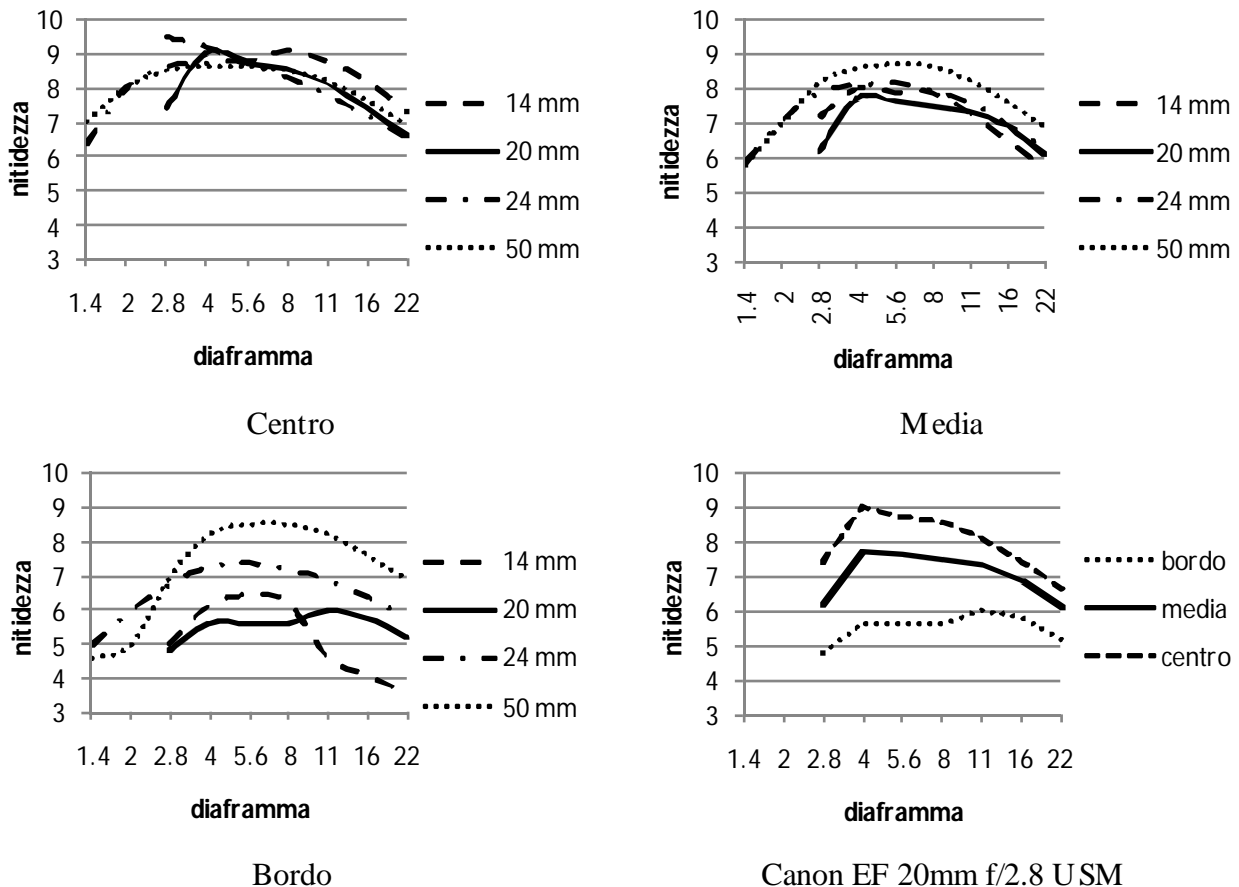 10
9
8
7
6
5
4
3
nitidezza
1.4 2 2.8 4 5.6 8 11 16 22
diaframma
14 mm
20 mm
24 mm
50 mm
Centro
10
9
8
7
6
5
4
3
nitidezza
1.4 2 2.8 4 5.6 8 11 16 22
diaframma
14 mm
20 mm
24 mm
50 mm
Media
10
9
8
7
6
5
4
3
nitidezza
1.4 2 2.8 4 5.6 8 11 16 22
diaframma
14 mm
20 mm
24 mm
50 mm
Bordo
10
9
8
7
6
5
4
3
nitidezza
1.4 2 2.8 4 5.6 8 11 16 22
diaframma
bordo
media
centro
Canon EF 20mm f/2.8 USM